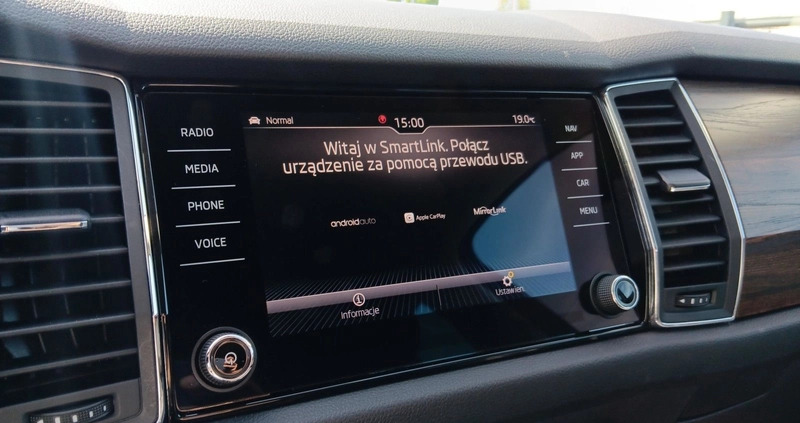 RADIO
MEDIA
PHONE
VOICE
Normal
15:00
19.0°C
Witaj w SmartLink. Połącz
urządzenie za pomocą przewodu USB.
androidauto
Apple CarPlay
MirrorLink
Informacje
Ustawien.
NAV
APP
CAR
MENU